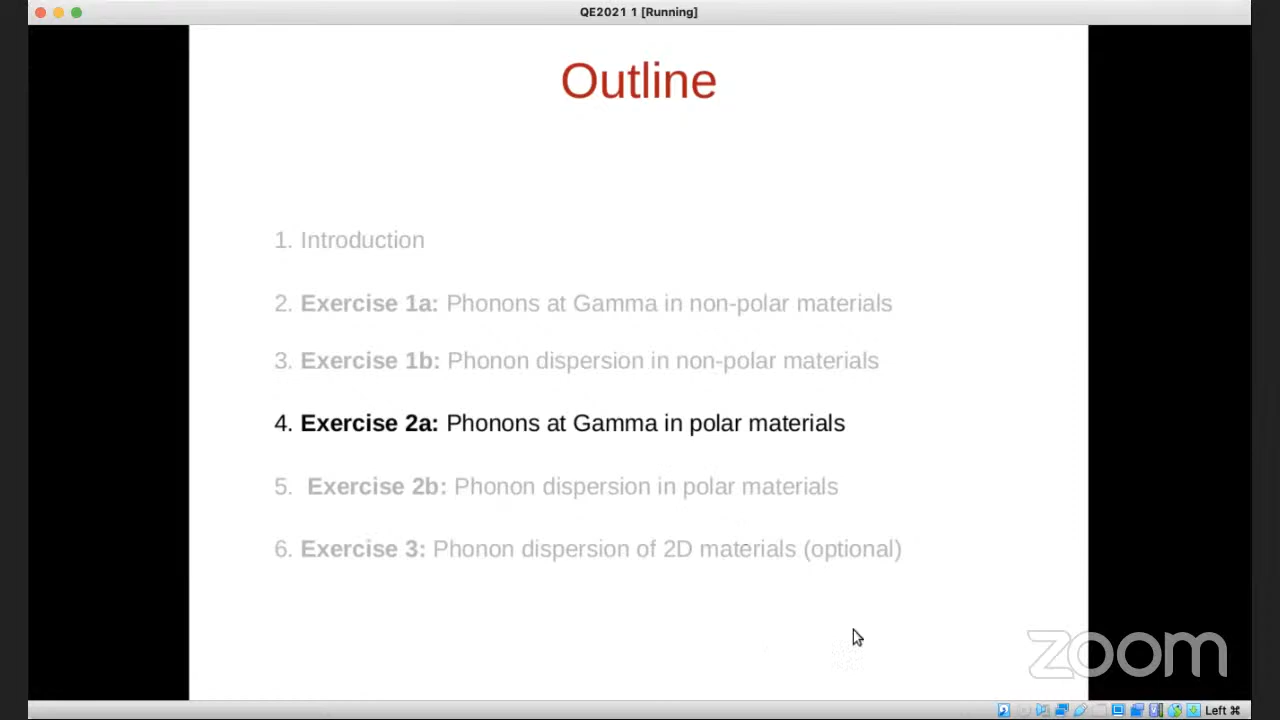 QE2021 1 [Running]
Outline
1. Introduction
2. Exercise 1a: Phonons at Gamma in non-polar materials
3. Exercise 1b: Phonon dispersion in non-polar materials
4. Exercise 2a: Phonons at Gamma in polar materials
5. Exercise 2b: Phonon dispersion in polar materials
6. Exercise 3: Phonon dispersion of 2D materials (optional)
zoom
Left ⌘